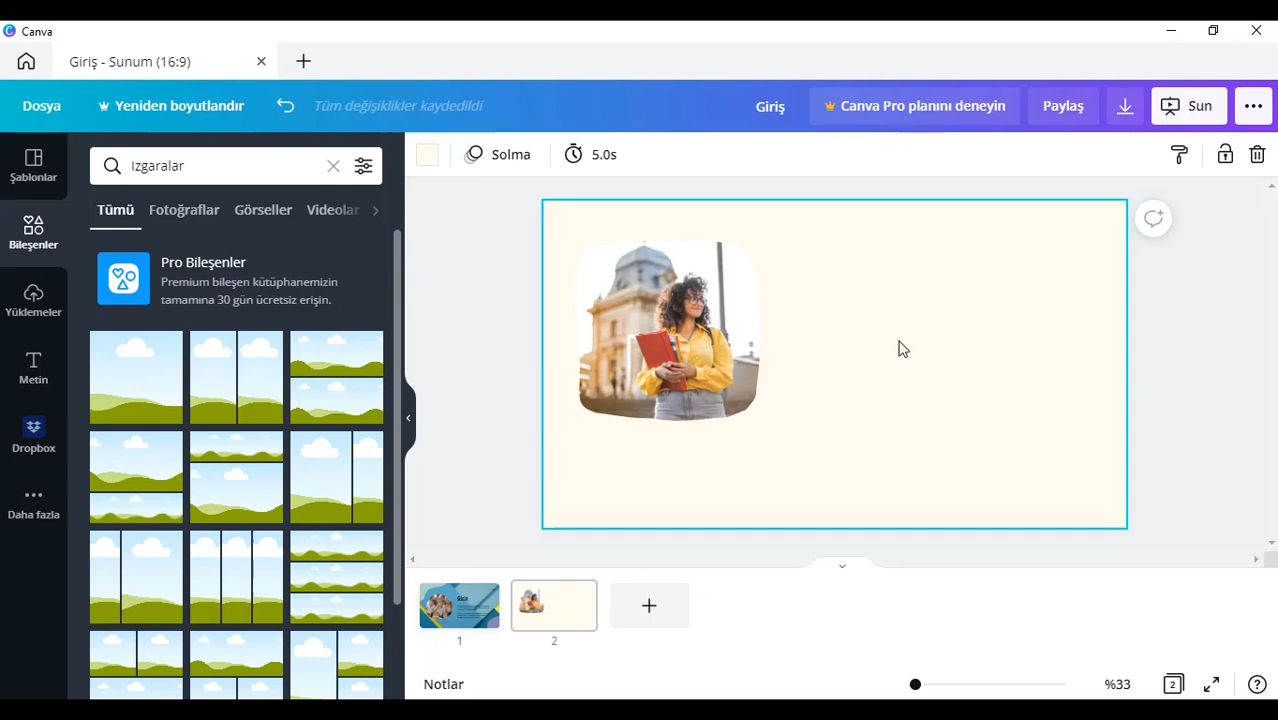 Canva
Giriş - Sunum (16:9)
Dosya
Yeniden boyutlandır
Tüm değişiklikler kaydedildi
Giriş
Canva Pro planını deneyin
Paylaş
Sun
Şablonlar
Bileşenler
Yüklemeler
Metin
Dropbox
Daha fazla
Izgaralar
Tümü
Fotoğraflar
Görseller
Videolar
Pro Bileşenler
Premium bileşen kütüphanemizin
tamamına 30 gün ücretsiz erişin.
Solma
5.0s
Giriş
1
2
Notlar
%33
2